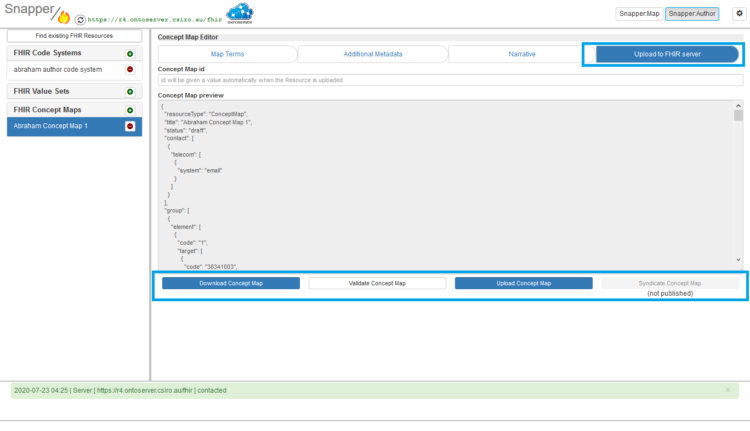 Snapper
https://r4.ontoserver.csiro.au/fhir
ONTOSERVER
Snapper:Map
Snapper:Author
Find existing FHIR Resources
FHIR Code Systems
abraham author code system
FHIR Value Sets
FHIR Concept Maps
Abraham Concept Map 1
Concept Map Editor
Map Terms
Additional Metadata
Narrative
Upload to FHIR server
Concept Map id
id will be given a value automatically when the Resource is uploaded
Concept Map preview
{
"resourceType": "ConceptMap",
"title": "Abraham Concept Map 1",
"status": "draft",
"contact": [
{
"telecom": [
{
"system": "email"
}
]
}
],
"group": [
{
"element": [
{
"code": "1",
"target": [
{
"code": "38341003",
Download Concept Map
Validate Concept Map
Upload Concept Map
Syndicate Concept Map
(not published)
2020-07-23 04:25 | Server [ https://r4.ontoserver.csiro.au/fhir ] contacted
×